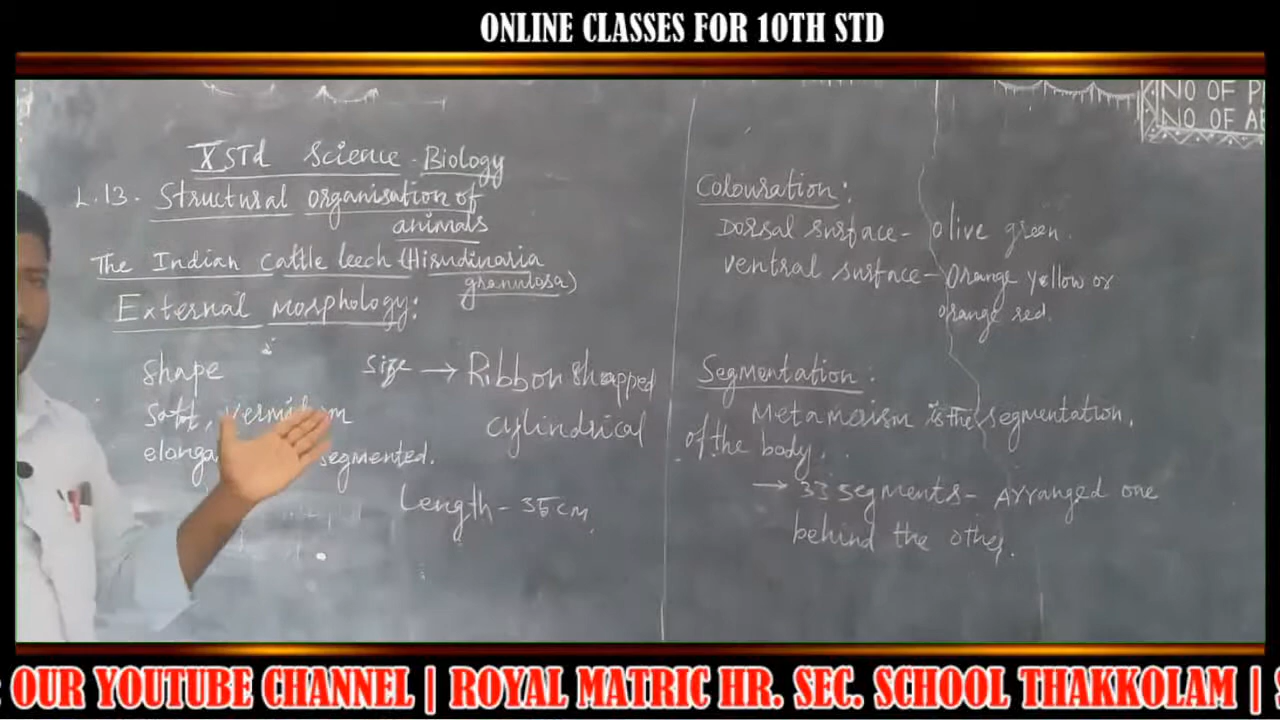 ONLINE CLASSES FOR 10TH STD
NO OF P
NO OF A
X STd Science - Biology
L.13. Structural organisation of
animals
The Indian Cattle leech (Hirudinaria
granulosa)
External morphology:
Shape
Soft,
segmented.
Size → Ribbon shapped
cylindrical
Length - 35cm.
Colouration:
Dorsal surface - olive green.
Ventral surface - Orange yellow or
orange red.
Segmentation:
Metamerism is the segmentation.
of the body.
→ 33 segments - Arranged one
behind the other.
OUR YOUTUBE CHANNEL | ROYAL MATRIC HR. SEC. SCHOOL THAKKOLAM |